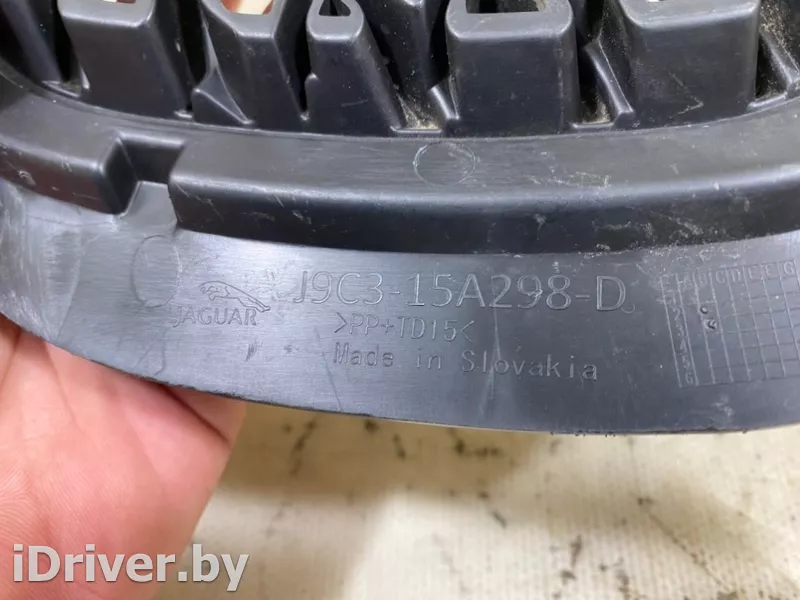 J9C3-15A298-D
JAGUAR
>PP+TD15<
Made in Slovakia
iDriver.by